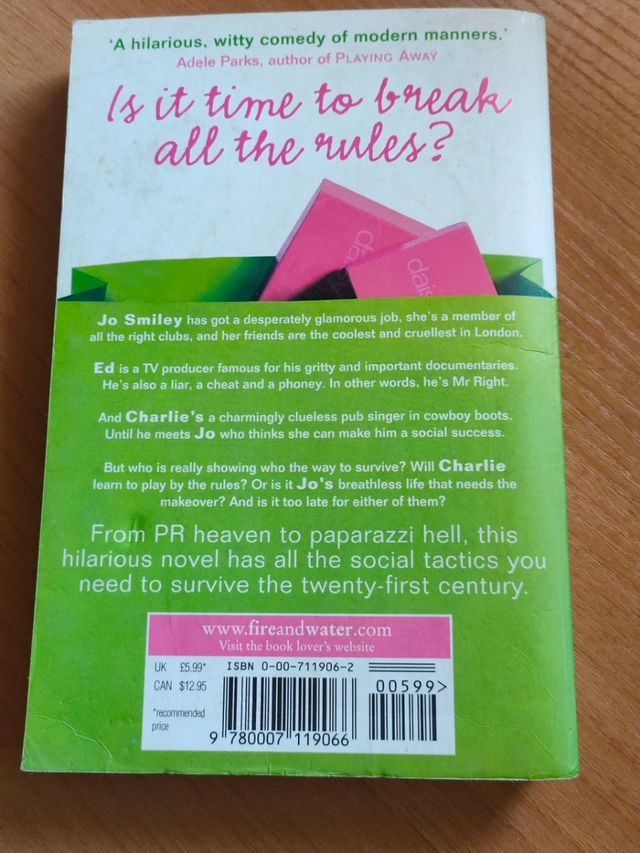 'A hilarious, witty comedy of modern manners.'
Adele Parks, author of PLAYING AWAY
Is it time to break
all the rules?
Jo Smiley has got a desperately glamorous job, she's a member of
all the right clubs, and her friends are the coolest and cruellest in London.
Ed is a TV producer famous for his gritty and important documentaries.
He's also a liar, a cheat and a phoney. In other words, he's Mr Right.
And Charlie's a charmingly clueless pub singer in cowboy boots.
Until he meets Jo who thinks she can make him a social success.
But who is really showing who the way to survive? Will Charlie
learn to play by the rules? Or is it Jo's breathless life that needs the
makeover? And is it too late for either of them?
From PR heaven to paparazzi hell, this
hilarious novel has all the social tactics you
need to survive the twenty-first century.
www.fireandwater.com
Visit the book lover's website
UK £5.99* ISBN 0-00-711906-2
CAN $12.95
00599>
*recommended
price
9 780007 119066